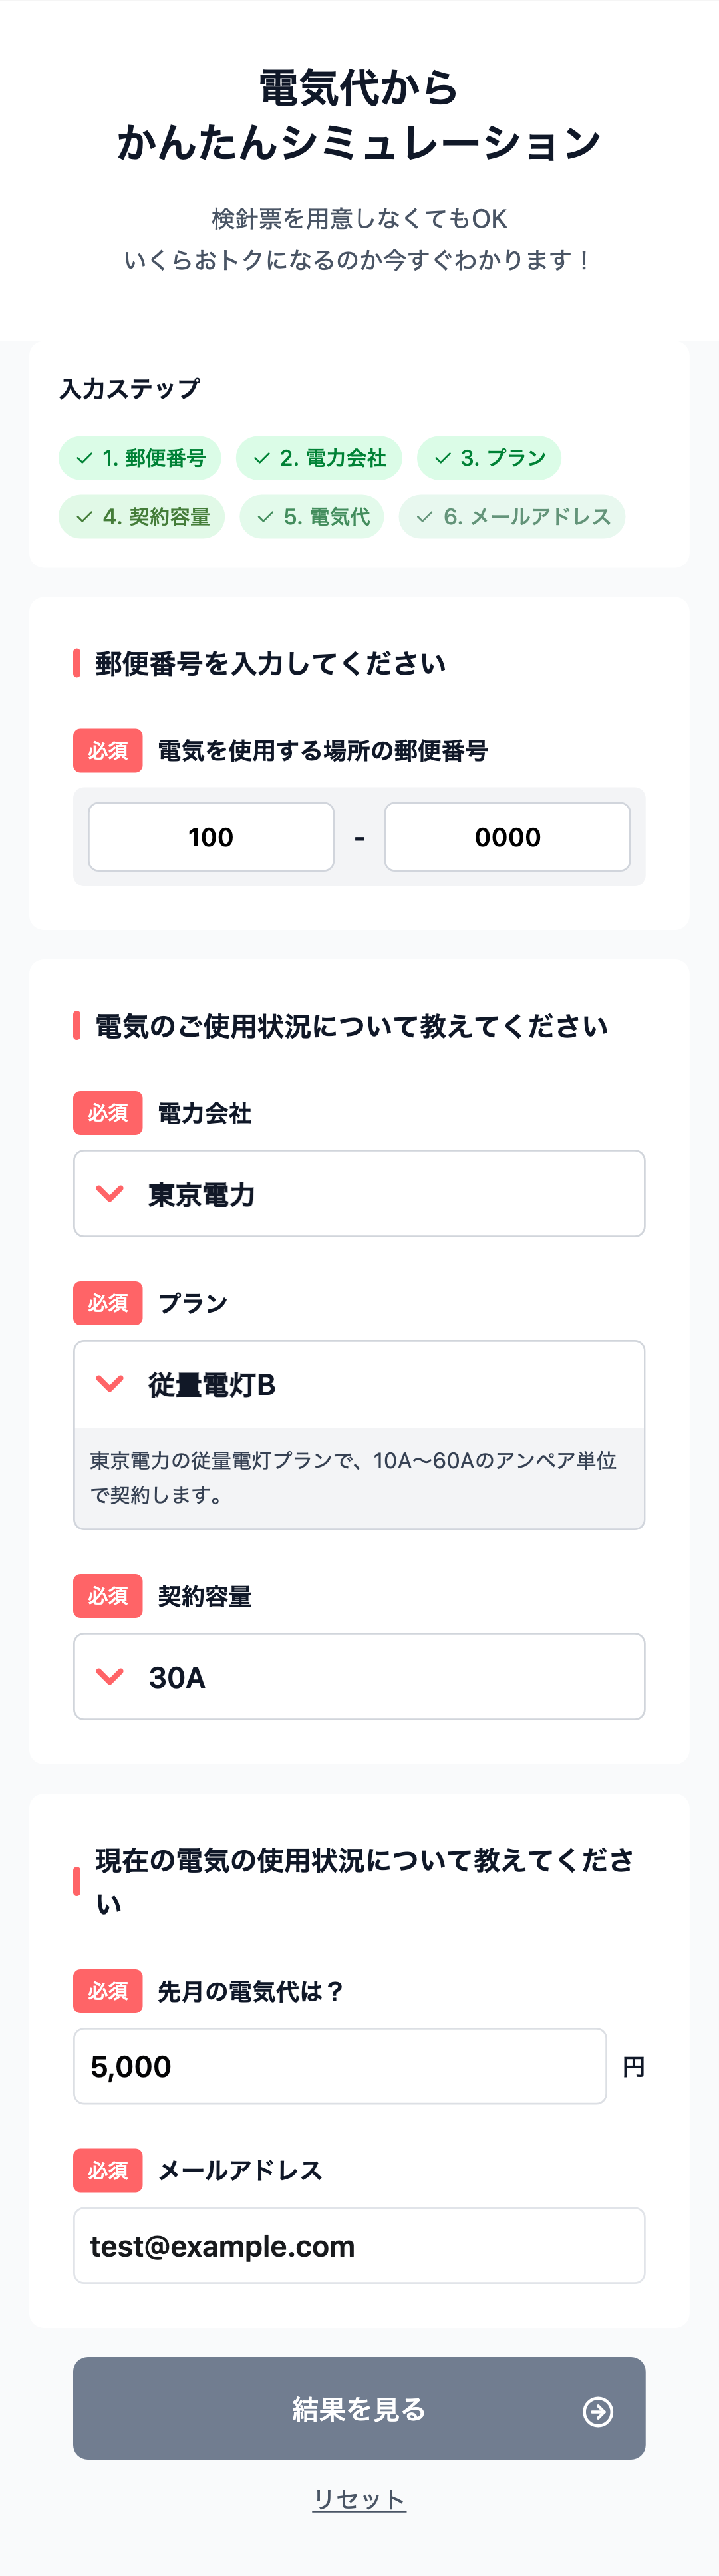 電気代から
かんたんシミュレーション
検針票を用意しなくてもOK
いくらおトクになるのか今すぐわかります！
入力ステップ
1. 郵便番号
2. 電力会社
3. プラン
4. 契約容量
5. 電気代
6. メールアドレス
郵便番号を入力してください
必須 電気を使用する場所の郵便番号
100 - 0000
電気のご使用状況について教えてください
必須 電力会社
東京電力
必須 プラン
従量電灯B
東京電力の従量電灯プランで、10A〜60Aのアンペア単位
で契約します。
必須 契約容量
30A
現在の電気の使用状況について教えてくださ
い
必須 先月の電気代は？
5,000 円
必須 メールアドレス
test@example.com
結果を見る
リセット